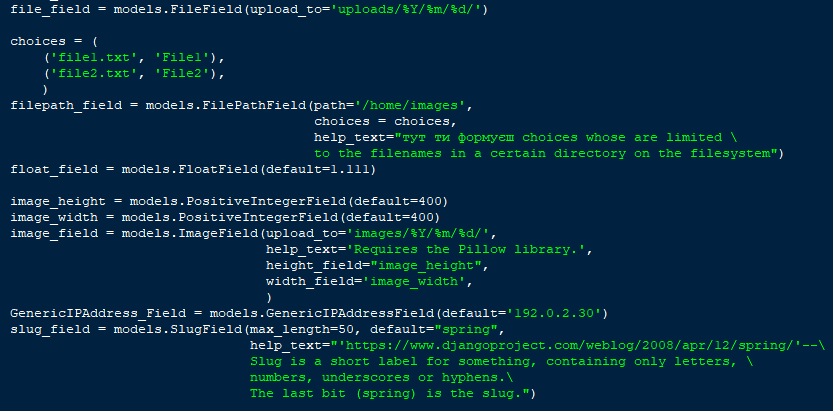 file_field = models.FileField(upload_to='uploads/%Y/%m/%d/')
choices = (
('file1.txt', 'File1'),
('file2.txt', 'File2'),
)
filepath_field = models.FilePathField(path='/home/images',
choices = choices,
help_text="тут ти формуєш choices whose are limited \
to the filenames in a certain directory on the filesystem")
float_field = models.FloatField(default=1.111)
image_height = models.PositiveIntegerField(default=400)
image_width = models.PositiveIntegerField(default=400)
image_field = models.ImageField(upload_to='images/%Y/%m/%d/',
help_text='Requires the Pillow library.',
height_field="image_height",
width_field='image_width',
)
GenericIPAddress_Field = models.GenericIPAddressField(default='192.0.2.30')
slug_field = models.SlugField(max_length=50, default="spring",
help_text="'https://www.djangoproject.com/weblog/2008/apr/12/spring/'--\
Slug is a short label for something, containing only letters, \
numbers, underscores or hyphens.\
The last bit (spring) is the slug.")